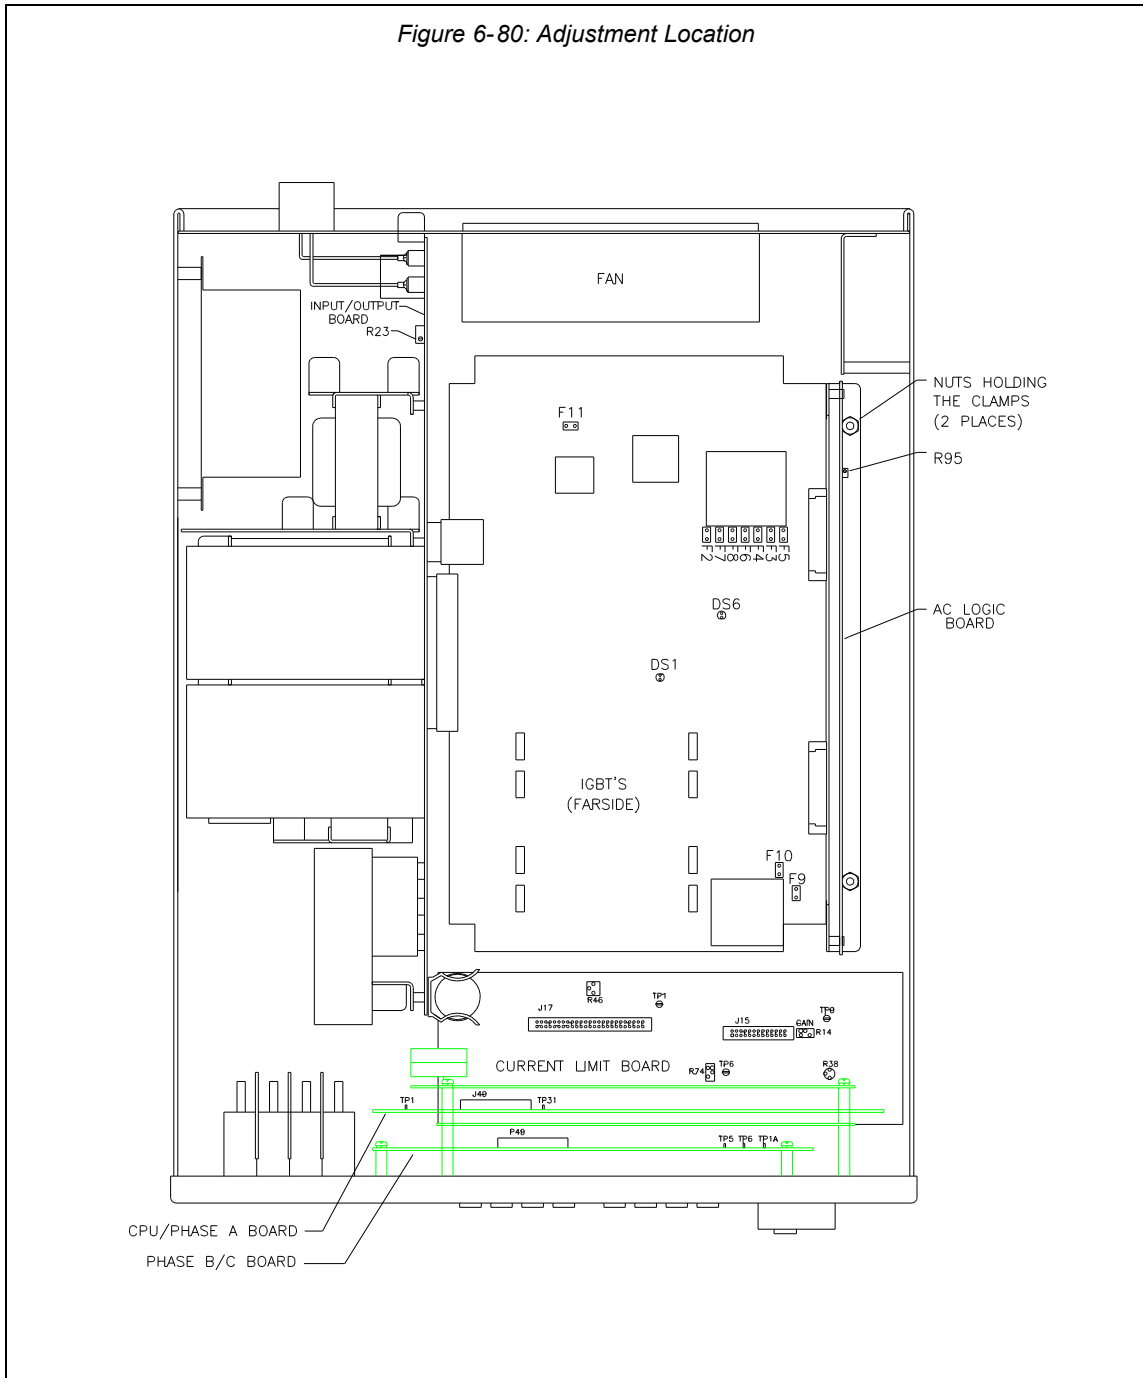 Figure 6-80: Adjustment Location
FAN
INPUT/OUTPUT
BOARD
R23
NUTS HOLDING
THE CLAMPS
(2 PLACES)
F11
R95
F2
F7
F8
F6
F4
F3
F5
DS6
AC LOGIC
BOARD
DS1
IGBT'S
(FARSIDE)
F10
F9
R46
TP1
J17
TP8
J15
GAIN
R14
CURRENT LIMIT BOARD
R74
TP6
R38
TP1
J49
TP31
P49
TP5
TP6
TP1A
CPU/PHASE A BOARD
PHASE B/C BOARD